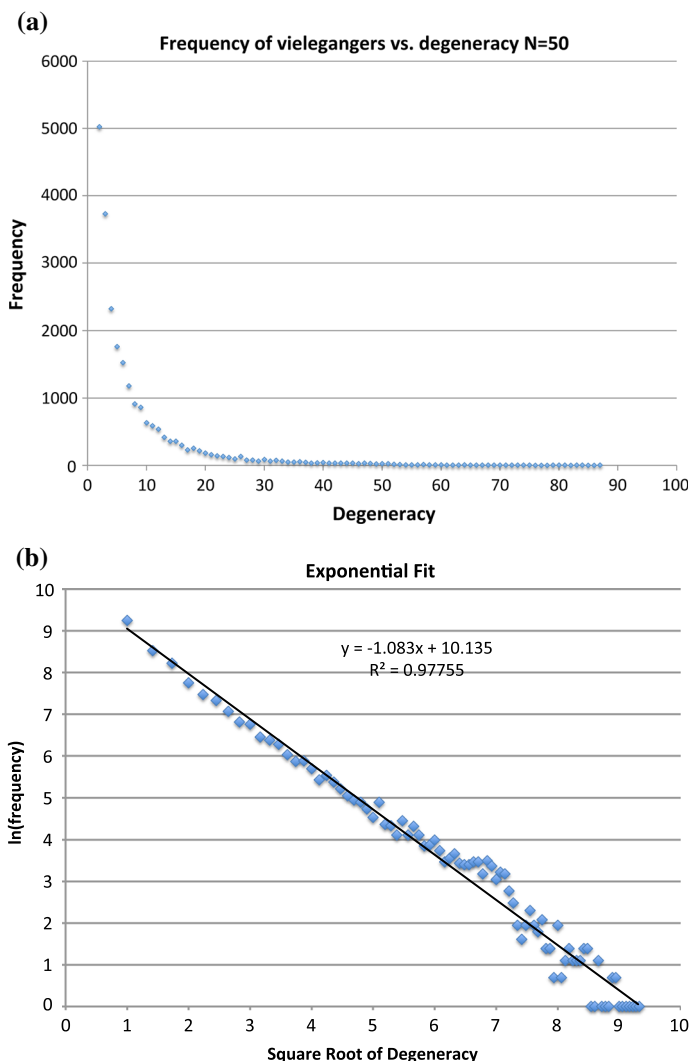 (a)
Frequency of vielegangers vs. degeneracy N=50
6000
5000
4000
3000
2000
1000
0
0 10 20 30 40 50 60 70 80 90 100
Frequency
Degeneracy
(b)
Exponential Fit
10
9
8
7
6
5
4
3
2
1
0
y = -1.083x + 10.135
R² = 0.97755
0 1 2 3 4 5 6 7 8 9 10
ln(frequency)
Square Root of Degeneracy